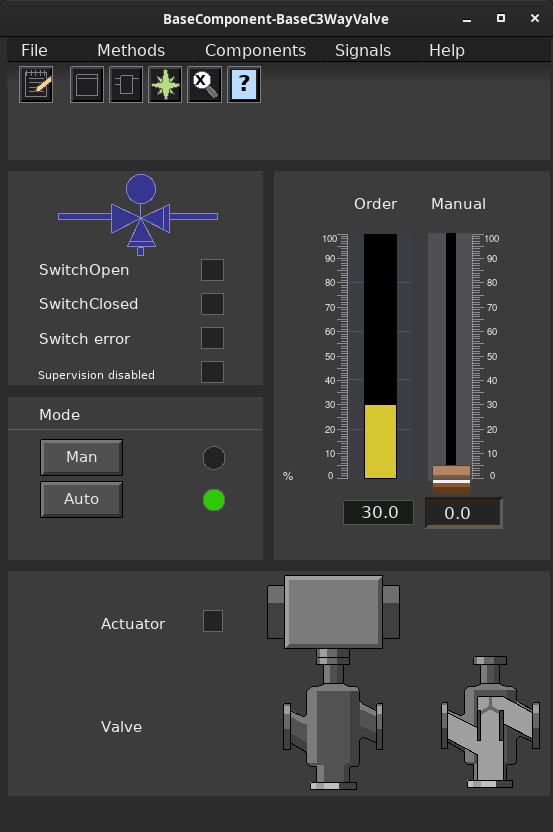 BaseComponent-BaseC3WayValve
File Methods Components Signals Help
X ?
Order Manual
SwitchOpen
SwitchClosed
Switch error
Supervision disabled
100 100
90 90
80 80
70 70
60 60
50 50
40 40
30 30
20 20
10 10
% 0 0
30.0 0.0
Mode
Man
Auto
Actuator
Valve